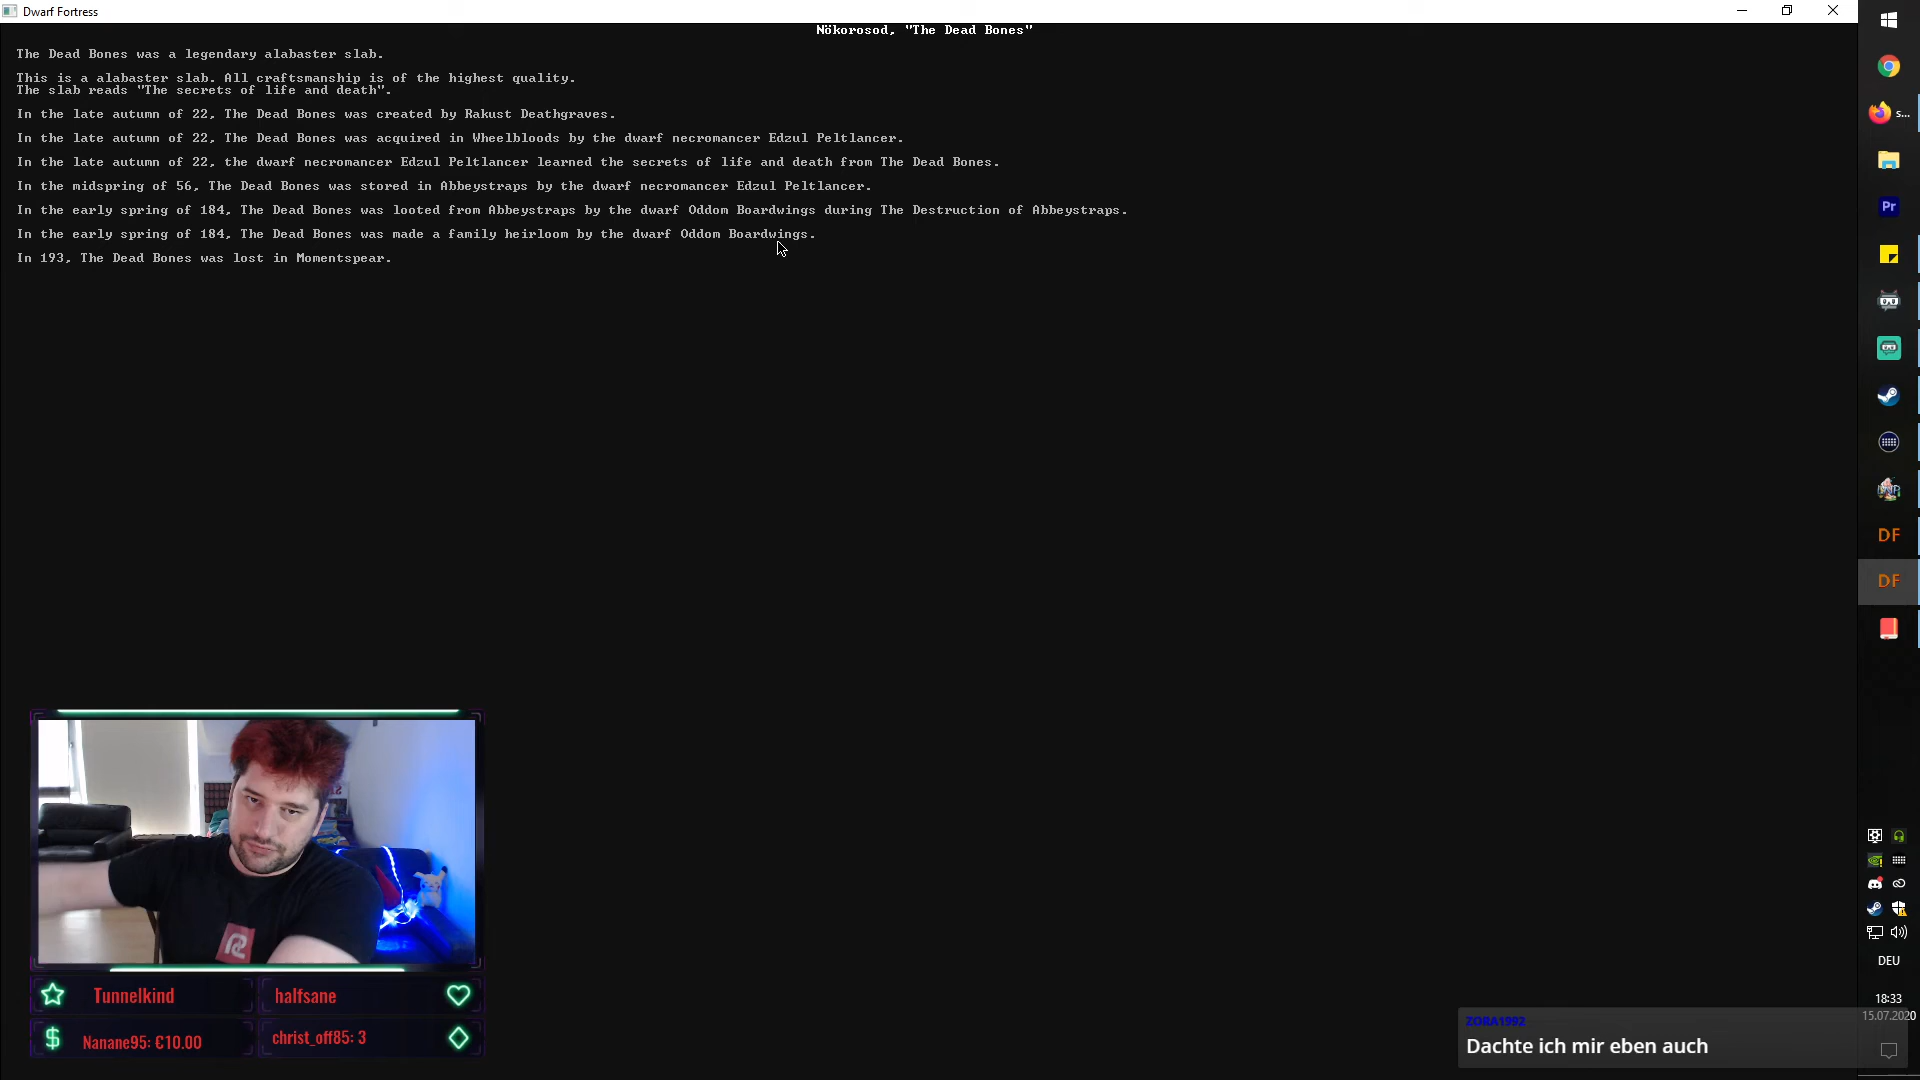 Dwarf Fortress
Nökorosod, "The Dead Bones"
The Dead Bones was a legendary alabaster slab.
This is a alabaster slab. All craftsmanship is of the highest quality.
The slab reads "The secrets of life and death".
In the late autumn of 22, The Dead Bones was created by Rakust Deathgraves.
In the late autumn of 22, The Dead Bones was acquired in Wheelbloods by the dwarf necromancer Edzul Peltlancer.
In the late autumn of 22, the dwarf necromancer Edzul Peltlancer learned the secrets of life and death from The Dead Bones.
In the midspring of 56, The Dead Bones was stored in Abbeystraps by the dwarf necromancer Edzul Peltlancer.
In the early spring of 184, The Dead Bones was looted from Abbeystraps by the dwarf Oddom Boardwings during The Destruction of Abbeystraps.
In the early spring of 184, The Dead Bones was made a family heirloom by the dwarf Oddom Boardwings.
In 193, The Dead Bones was lost in Momentspear.
s...
Pr
DF
DF
DEU
18:33
15.07.2020
Tunnelkind
halfsane
Nanane95: €10.00
christ_off85: 3
ZORA1992
Dachte ich mir eben auch